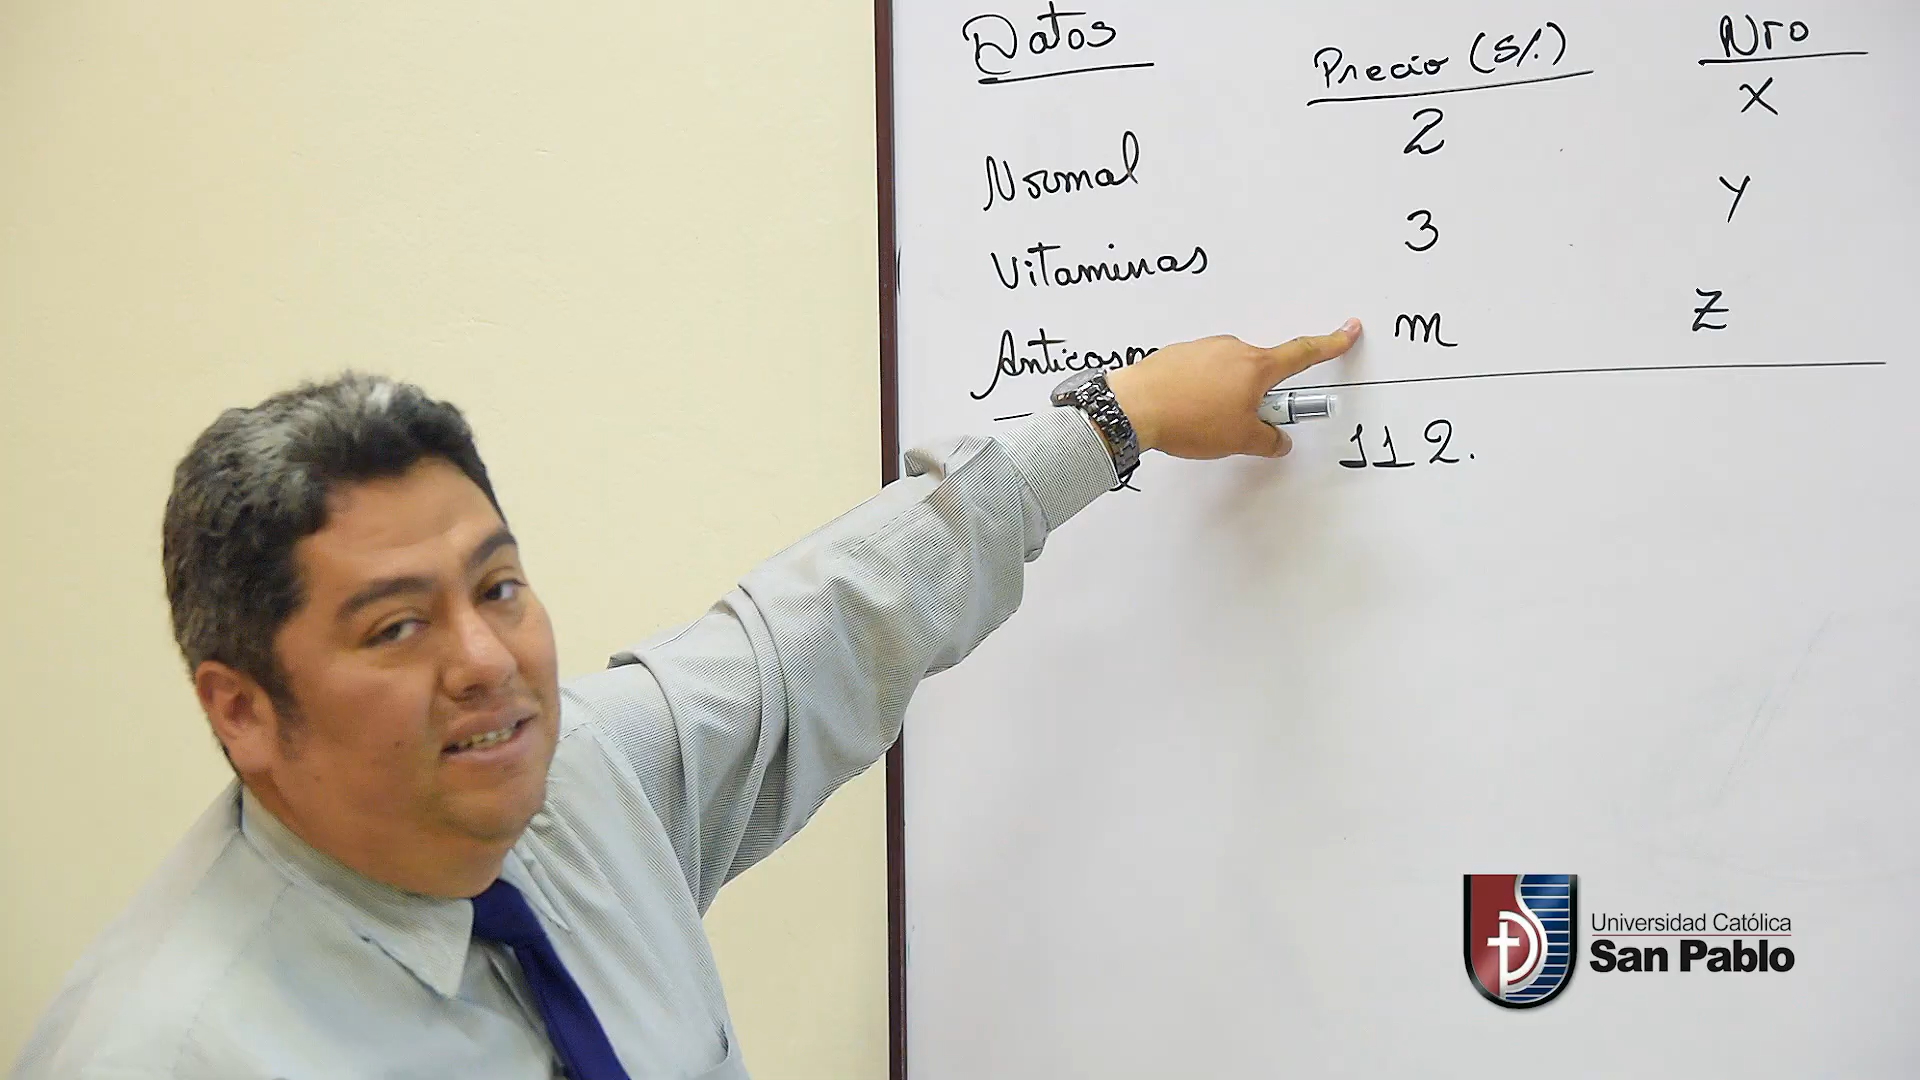 Datos Precio (S/.) Nro
Normal 2 X
Vitaminas 3 Y
m Z
112.
Universidad Católica
San Pablo